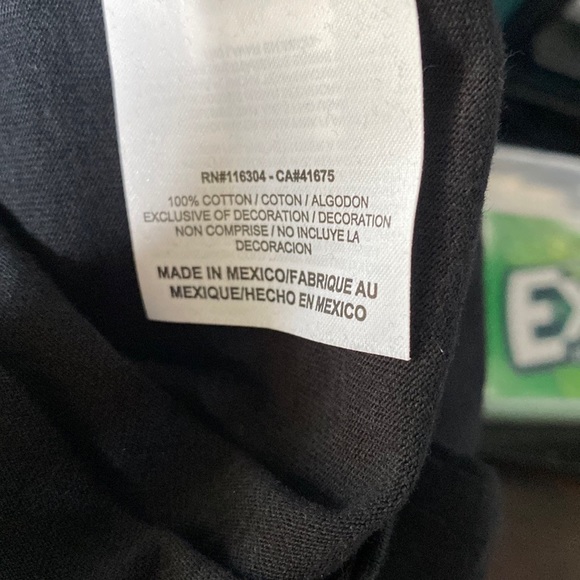 RN#116304 - CA#41675
100% COTTON / COTON / ALGODON
EXCLUSIVE OF DECORATION / DECORATION
NON COMPRISE / NO INCLUYE LA
DECORACION
MADE IN MEXICO/FABRIQUE AU
MEXIQUE/HECHO EN MEXICO